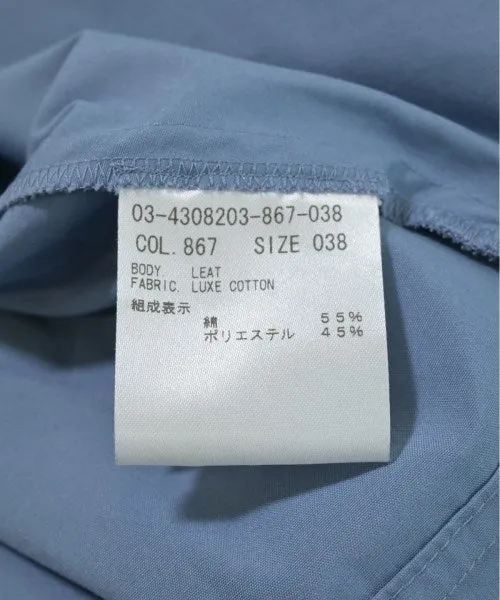 03-4308203-867-038
COL. 867 SIZE 038
BODY. LEAT
FABRIC. LUXE COTTON
組成表示
綿 55%
ポリエステル 45%